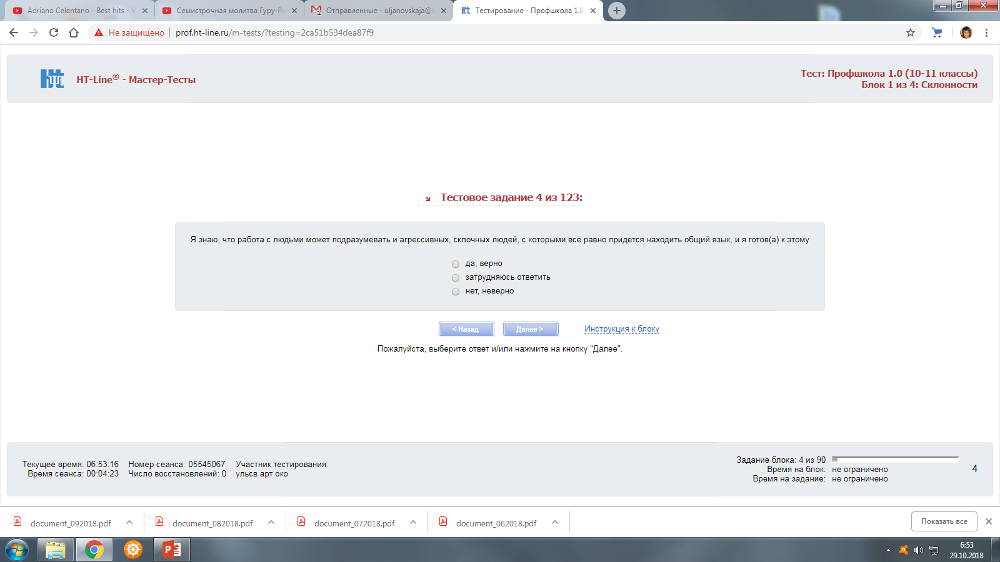 Adriano Celentano - Best hits - V
Семистрочная молитва Гуру-Ри
Отправленные - uljanovskaja@s
Тестирование - Профшкола 1.0
Не защищено
prof.ht-line.ru/m-tests/?testing=2ca51b534dea87f9
HT-Line® - Мастер-Тесты
Тест: Профшкола 1.0 (10-11 классы)
Блок 1 из 4: Склонности
Тестовое задание 4 из 123:
Я знаю, что работа с людьми может подразумевать и агрессивных, склочных людей, с которыми всё равно придется находить общий язык, и я готов(а) к этому
да, верно
затрудняюсь ответить
нет, неверно
< Назад
Далее >
Инструкция к блоку
Пожалуйста, выберите ответ и/или нажмите на кнопку "Далее".
Текущее время: 06:53:16
Время сеанса: 00:04:23
Номер сеанса: 05545067
Число восстановлений: 0
Участник тестирования:
ульсв арт око
Задание блока: 4 из 90
Время на блок: не ограничено
Время на задание: не ограничено
4
document_092018.pdf
document_082018.pdf
document_072018.pdf
document_062018.pdf
Показать все
6:53
29.10.2018